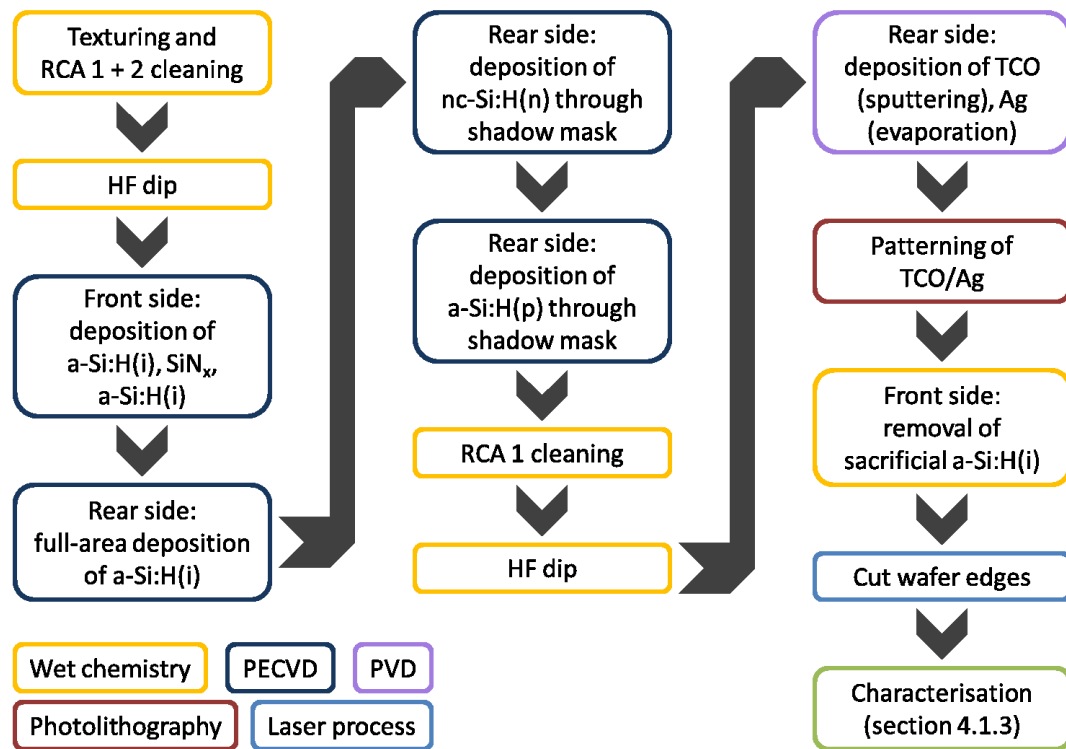 Texturing and
RCA 1 + 2 cleaning
HF dip
Front side:
deposition of
a-Si:H(i), SiNₓ,
a-Si:H(i)
Rear side:
full-area deposition
of a-Si:H(i)
Rear side:
deposition of
nc-Si:H(n) through
shadow mask
Rear side:
deposition of
a-Si:H(p) through
shadow mask
RCA 1 cleaning
HF dip
Rear side:
deposition of TCO
(sputtering), Ag
(evaporation)
Patterning of
TCO/Ag
Front side:
removal of
sacrificial a-Si:H(i)
Cut wafer edges
Characterisation
(section 4.1.3)
Wet chemistry
PECVD
PVD
Photolithography
Laser process